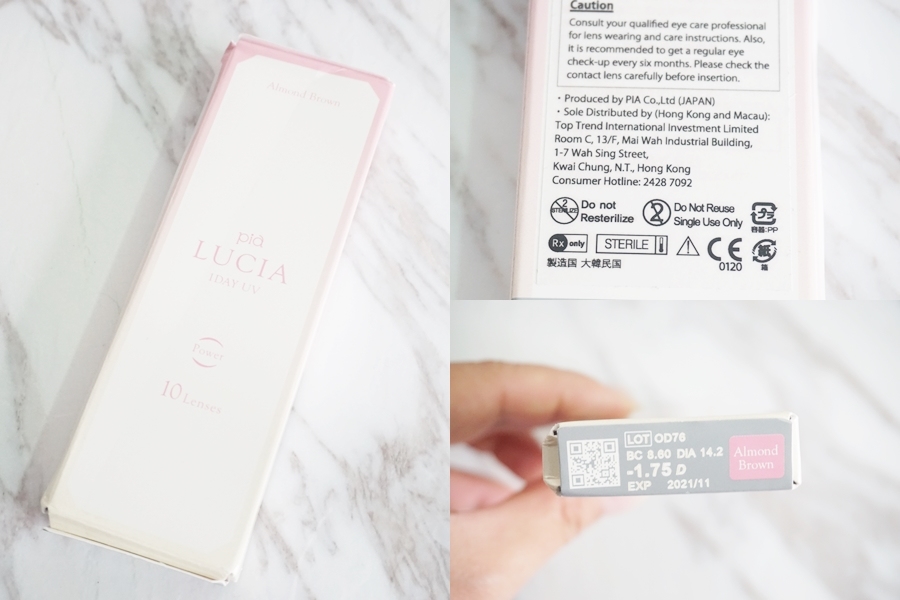 Almond Brown
pia
LUCIA
1DAY UV
Power
10 Lenses
Caution
Consult your qualified eye care professional
for lens wearing and care instructions. Also,
it is recommended to get a regular eye
check-up every six months. Please check the
contact lens carefully before insertion.
・Produced by PIA Co.,Ltd (JAPAN)
・Sole Distributed by (Hong Kong and Macau):
Top Trend International Investment Limited
Room C, 13/F, Mai Wah Industrial Building,
1-7 Wah Sing Street,
Kwai Chung, N.T., Hong Kong
Consumer Hotline: 2428 7092
2 STERILIZE Do not Resterilize
2 Do Not Reuse Single Use Only
プラ
容器:PP
Rx only STERILE CE 0120
紙
箱
製造国 大韓民国
LOT OD76
BC 8.60 DIA 14.2
-1.75 D
EXP 2021/11
Almond
Brown